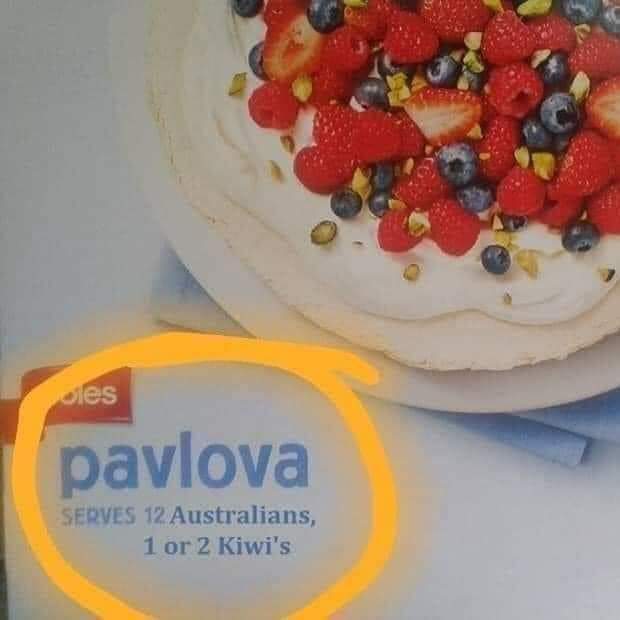 oles
pavlova
SERVES 12 Australians,
1 or 2 Kiwi's